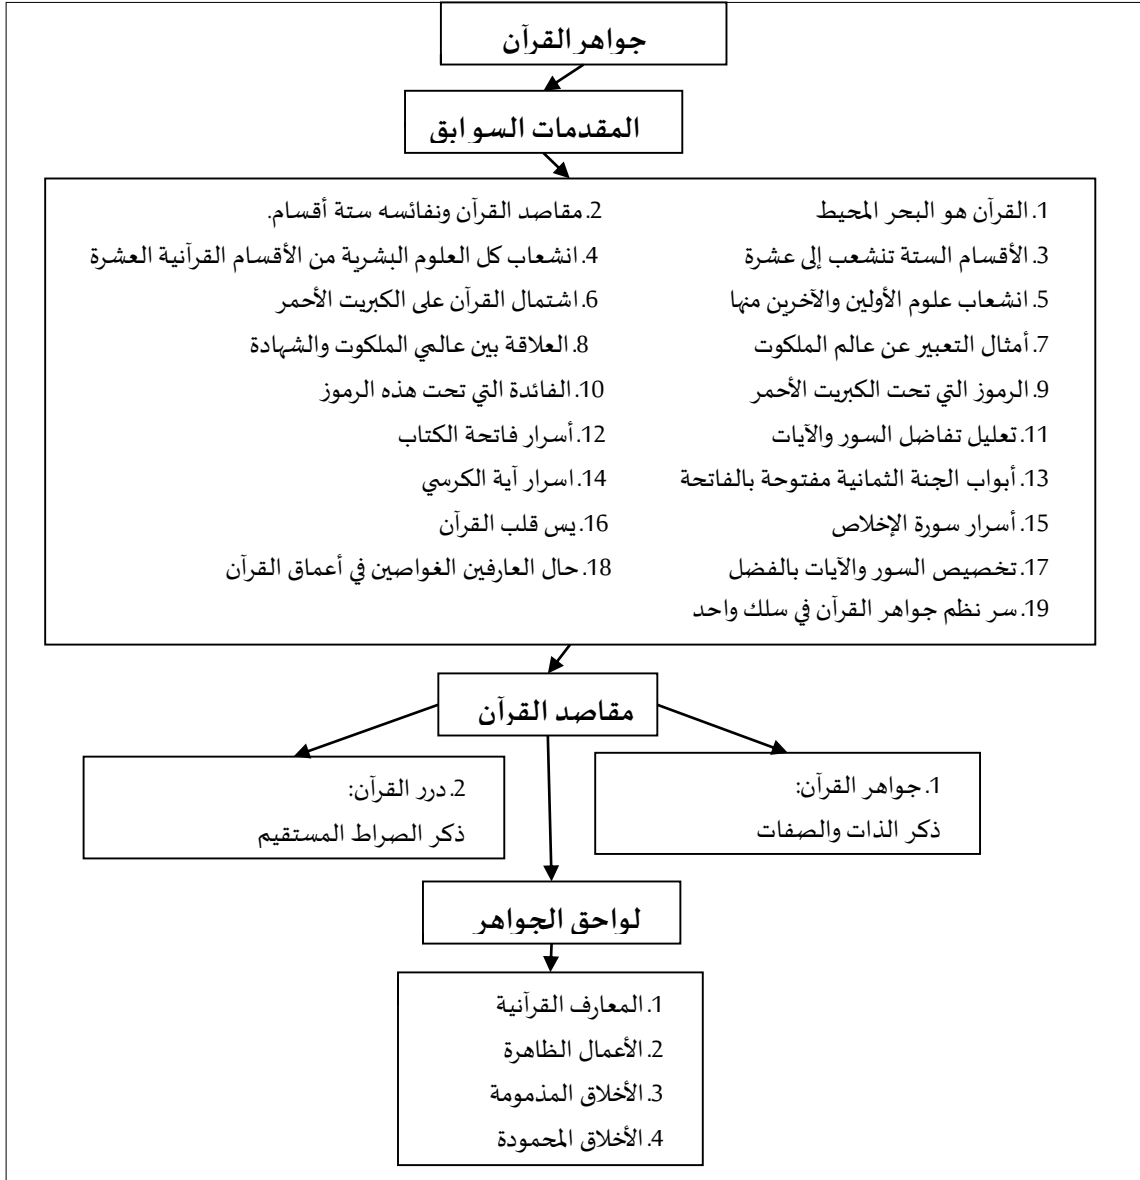 جواهر القرآن
المقدمات السوابق
1. القرآن هو البحر المحيط
2. مقاصد القرآن ونفائسه ستة أقسام.
3. الأقسام الستة تنشعب إلى عشرة
4. انشعاب كل العلوم البشرية من الأقسام القرآنية العشرة
5. انشعاب علوم الأولين والآخرين منها
6. اشتمال القرآن على الكبريت الأحمر
7. أمثال التعبير عن عالم الملكوت
8. العلاقة بين عالمي الملكوت والشهادة
9. الرموز التي تحت الكبريت الأحمر
10. الفائدة التي تحت هذه الرموز
11. تعليل تفاضل السور والآيات
12. أسرار فاتحة الكتاب
13. أبواب الجنة الثمانية مفتوحة بالفاتحة
14. اسرار آية الكرسي
15. أسرار سورة الإخلاص
16. يس قلب القرآن
17. تخصيص السور والآيات بالفضل
18. حال العارفين الغواصين في أعماق القرآن
19. سر نظم جواهر القرآن في سلك واحد
مقاصد القرآن
1. جواهر القرآن:
ذكر الذات والصفات
2. درر القرآن:
ذكر الصراط المستقيم
لواحق الجواهر
1. المعارف القرآنية
2. الأعمال الظاهرة
3. الأخلاق المذمومة
4. الأخلاق المحمودة